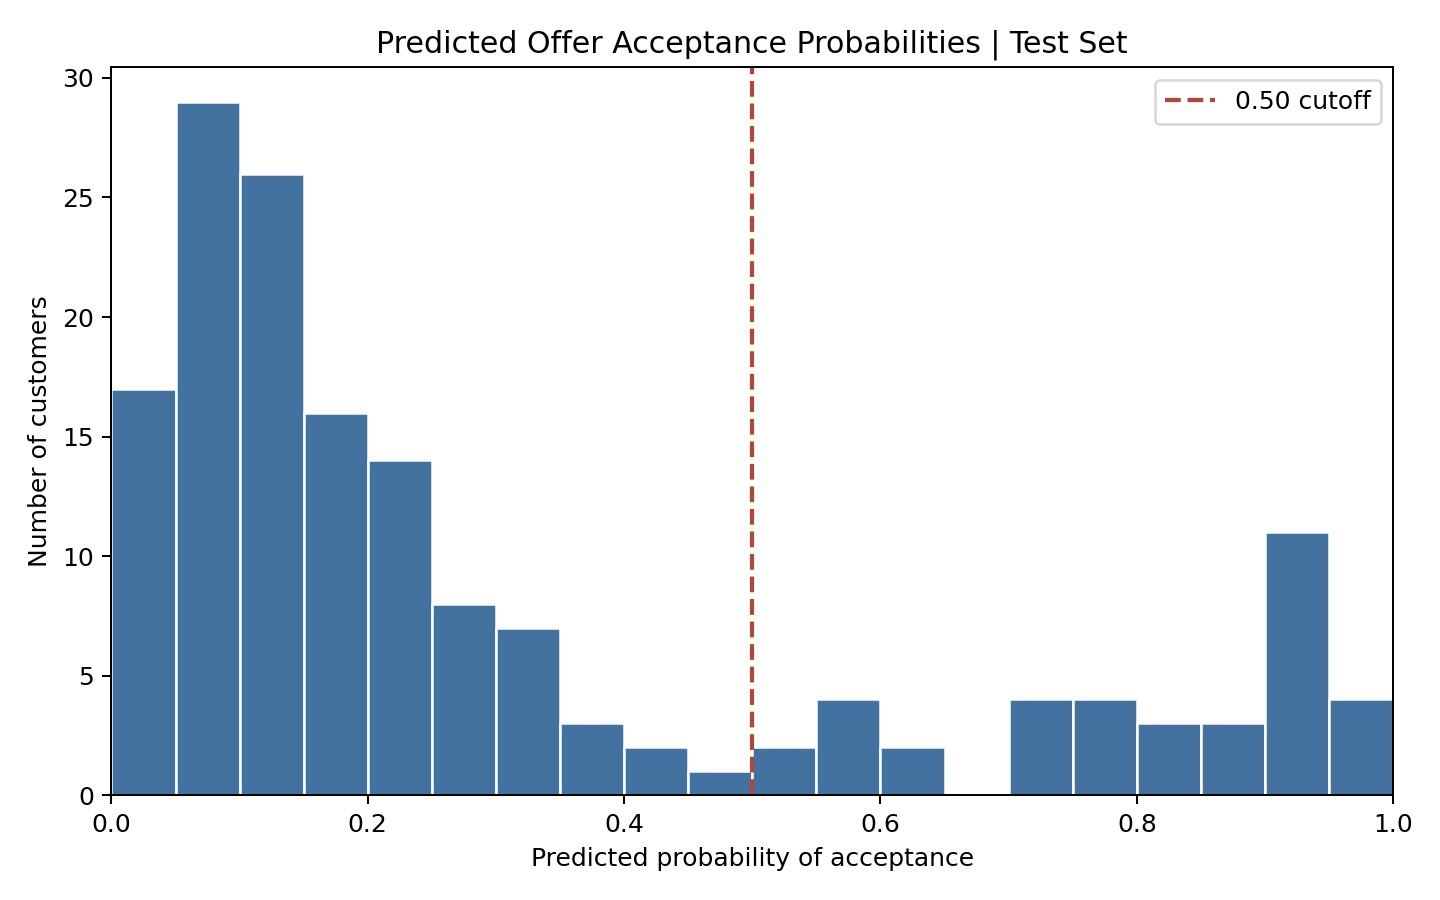 Predicted Offer Acceptance Probabilities | Test Set
0.50 cutoff
Number of customers
30
25
20
15
10
5
0
0.0 0.2 0.4 0.6 0.8 1.0
Predicted probability of acceptance